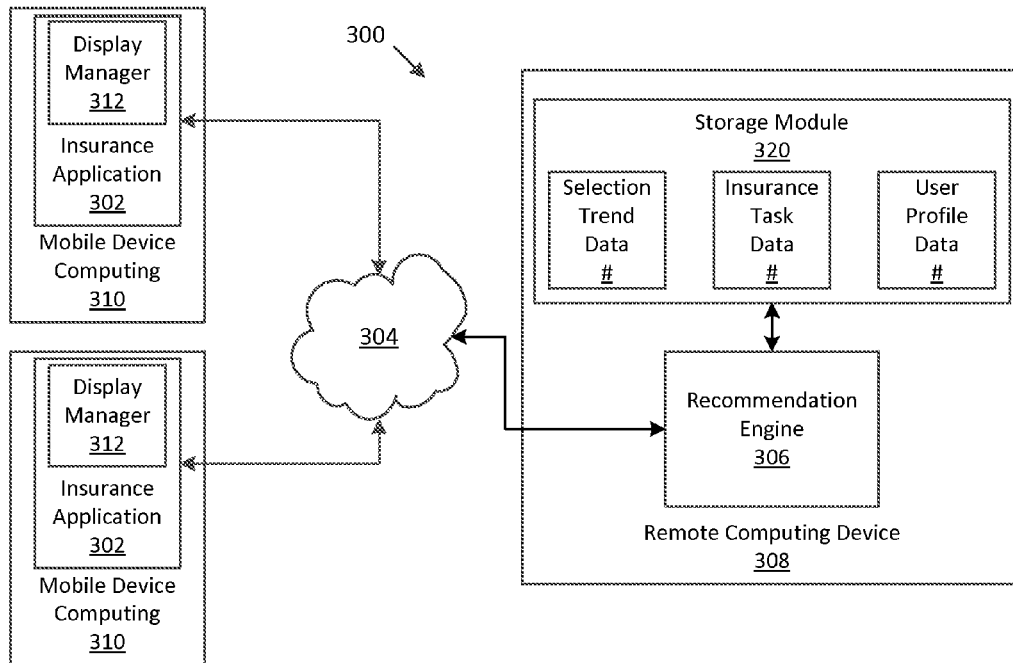 Display
Manager
312
Insurance
Application
302
Mobile Device
Computing
310
Display
Manager
312
Insurance
Application
302
Mobile Device
Computing
310
300
304
Storage Module
320
Selection
Trend
Data
#
Insurance
Task
Data
#
User
Profile
Data
#
Recommendation
Engine
306
Remote Computing Device
308